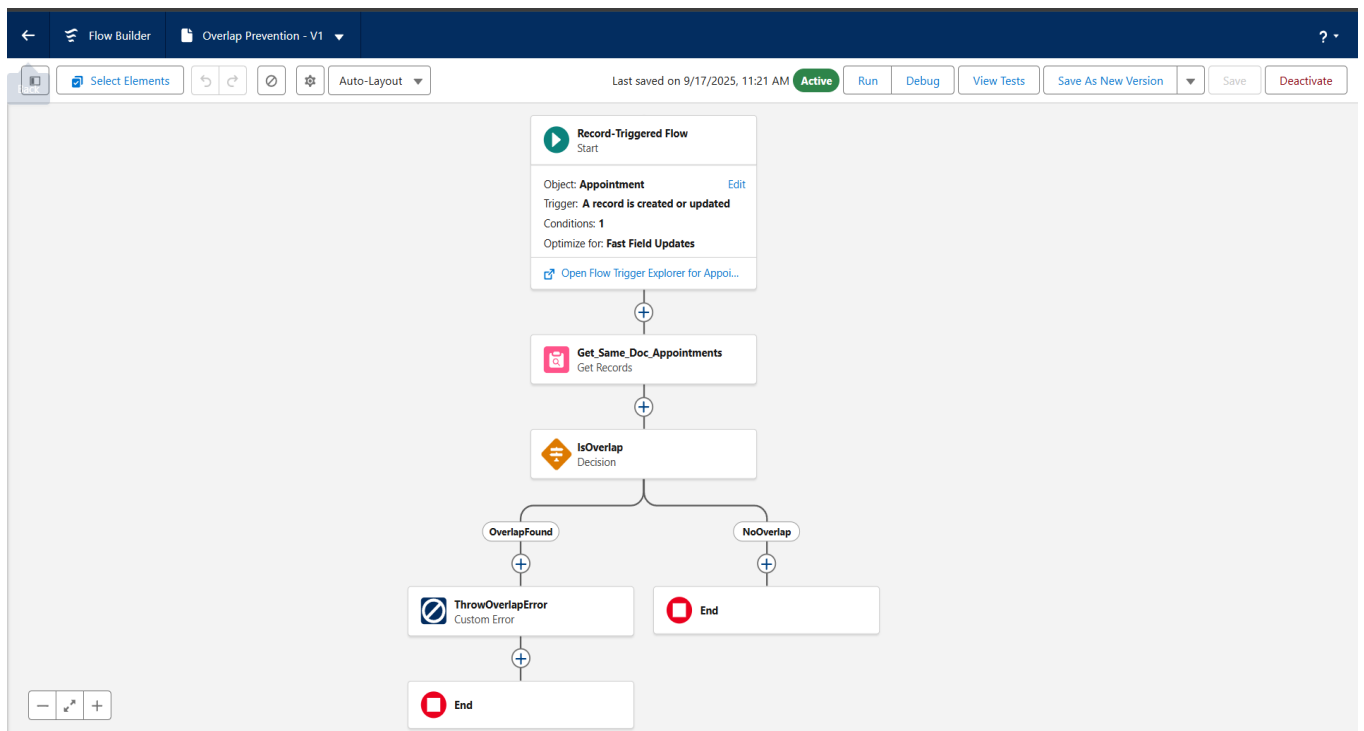 Flow Builder
Overlap Prevention - V1
? 
Select Elements
Auto-Layout
Last saved on 9/17/2025, 11:21 AM
Active
Run
Debug
View Tests
Save As New Version
Save
Deactivate
Back
Record-Triggered Flow
Start
Object: Appointment
Edit
Trigger: A record is created or updated
Conditions: 1
Optimize for: Fast Field Updates
Open Flow Trigger Explorer for Appoi...
Get_Same_Doc_Appointments
Get Records
IsOverlap
Decision
OverlapFound
NoOverlap
ThrowOverlapError
Custom Error
End
End